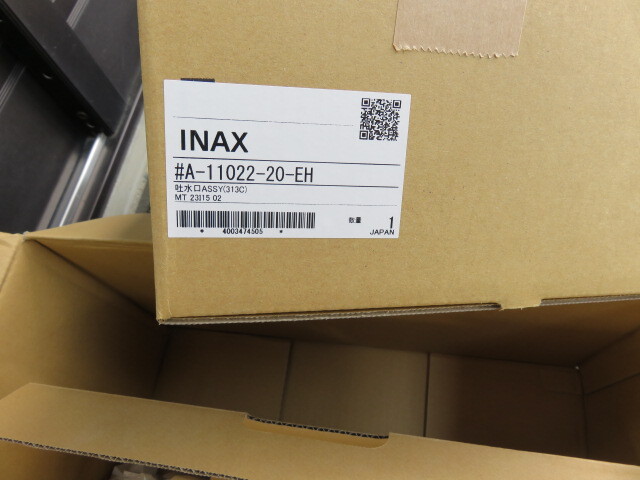 INAX
#A-11022-20-EH
吐水口ASSY(313C)
MT 23I15 02
* 4003474505 *
数量 1
JAPAN